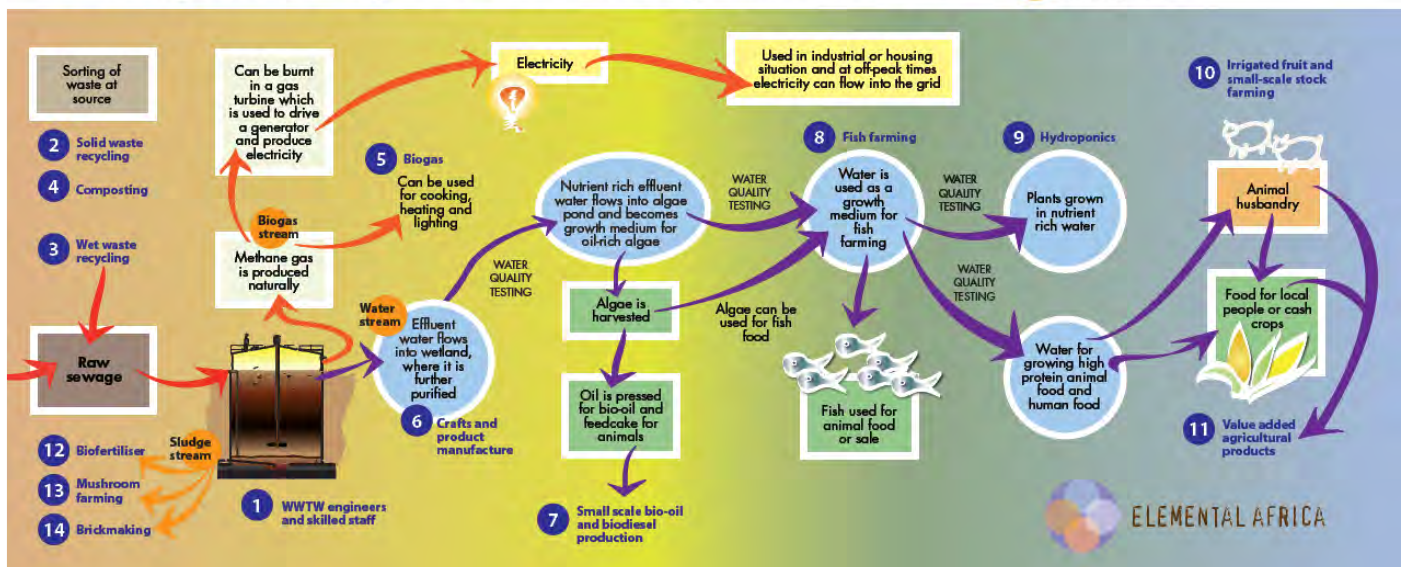 Sorting of
waste at
source
2 Solid waste
recycling
4 Composting
3 Wet waste
recycling
Raw
sewage
12 Biofertiliser
13 Mushroom
farming
14 Brickmaking
Sludge
stream
1 WWTW engineers
and skilled staff
Can be burnt
in a gas
turbine which
is used to drive
a generator
and produce
electricity
Biogas
stream
Methane gas
is produced
naturally
5 Biogas
Can be used
for cooking,
heating and
lighting
Electricity
Used in industrial or housing
situation and at off-peak times
electricity can flow into the grid
Water
stream
Effluent
water flows
into wetland,
where it is
further
purified
6 Crafts and
product
manufacture
WATER
QUALITY
TESTING
Nutrient rich effluent
water flows into algae
pond and becomes
growth medium for
oil-rich algae
Algae is
harvested
Oil is pressed
for bio-oil and
feedcake for
animals
7 Small scale bio-oil
and biodiesel
production
WATER
QUALITY
TESTING
Algae can be
used for fish
food
8 Fish farming
Water is
used as a
growth
medium for
fish
farming
Fish used for
animal food
or sale
WATER
QUALITY
TESTING
9 Hydroponics
Plants grown
in nutrient
rich water
WATER
QUALITY
TESTING
Water for
growing high
protein animal
food and
human food
10 Irrigated fruit and
small-scale stock
farming
Animal
husbandry
Food for local
people or cash
crops
11 Value added
agricultural
products
ELEMENTAL AFRICA